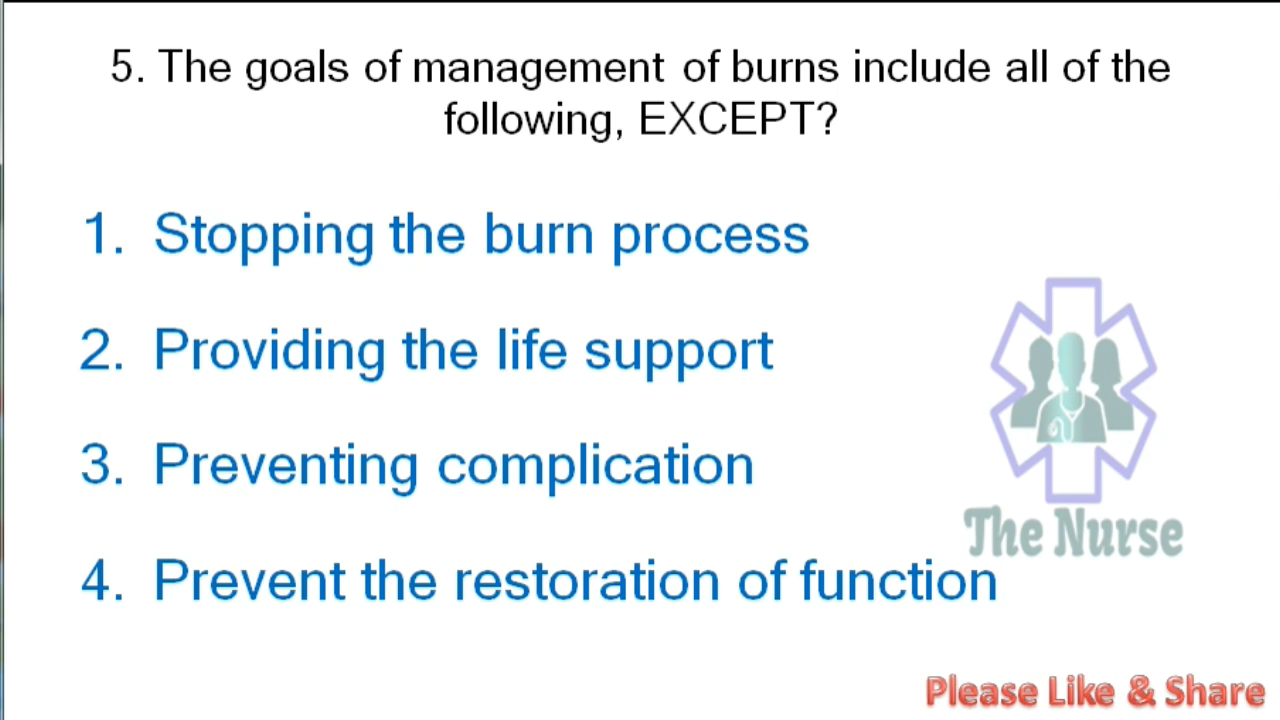 5. The goals of management of burns include all of the
following, EXCEPT?
1. Stopping the burn process
2. Providing the life support
3. Preventing complication
4. Prevent the restoration of function
The Nurse
Please Like & Share